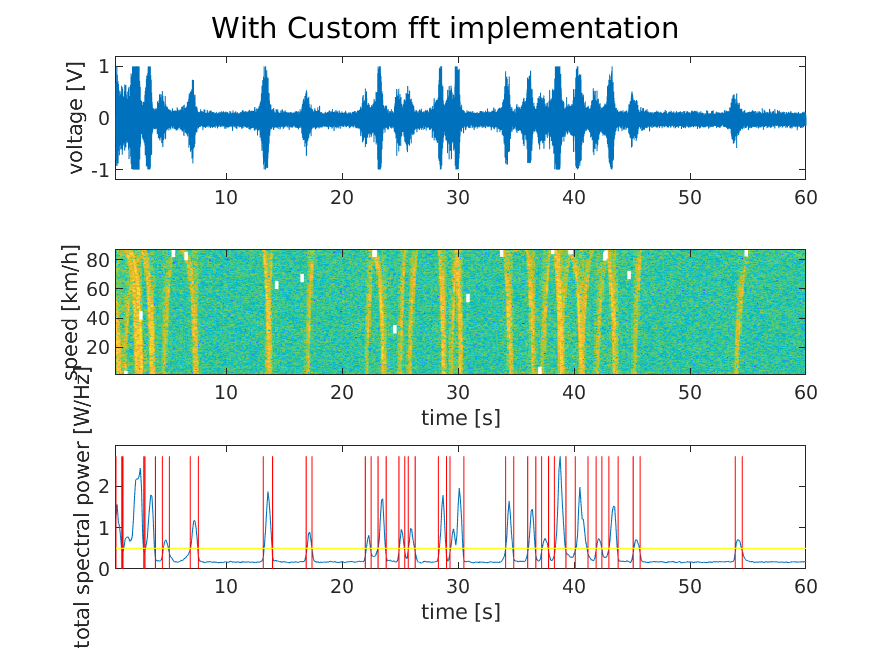 With Custom fft implementation
voltage [V]
1
0
-1
10 20 30 40 50 60
speed [km/h]
80
60
40
20
10 20 30 40 50 60
time [s]
total spectral power [W/Hz]
2
1
0
10 20 30 40 50 60
time [s]